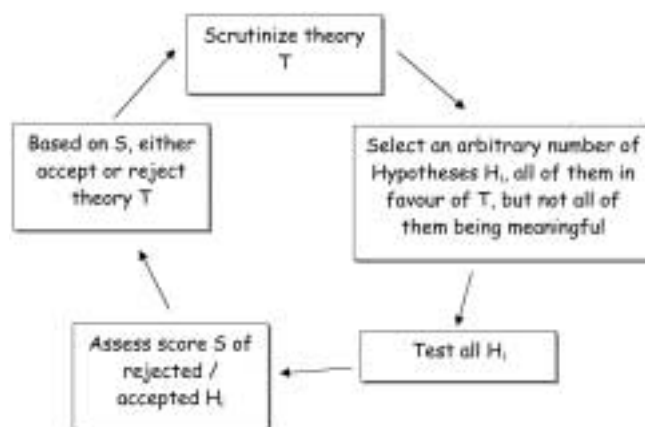 Scrutinize theory
T
Select an arbitrary number of
Hypotheses Hᵢ, all of them in
favour of T, but not all of
them being meaningful
Test all Hᵢ
Assess score S of
rejected /
accepted Hᵢ
Based on S, either
accept or reject
theory T